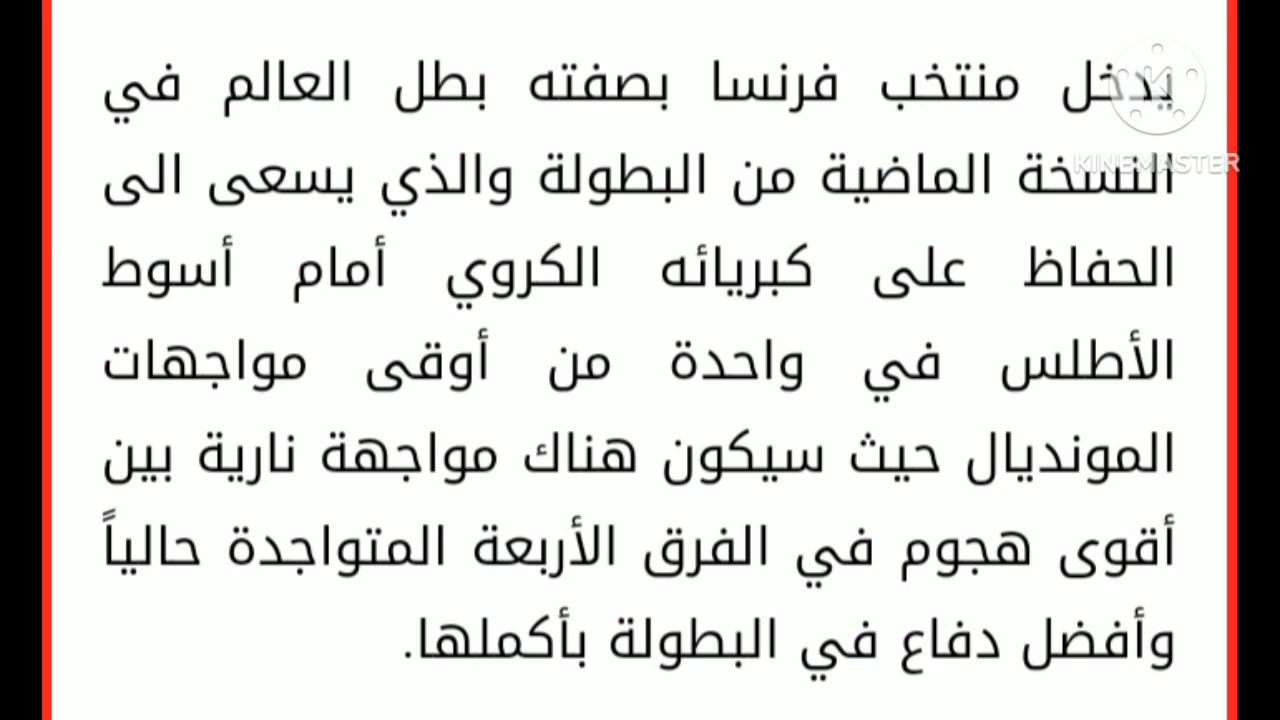 يدخل منتخب فرنسا بصفته بطل العالم في
النسخة الماضية من البطولة والذي يسعى الى
الحفاظ على كبريائه الكروي أمام أسوط
الأطلس في واحدة من أوقى مواجهات
المونديال حيث سيكون هناك مواجهة نارية بين
أقوى هجوم في الفرق الأربعة المتواجدة حالياً
وأفضل دفاع في البطولة بأكملها.
KINEMASTER